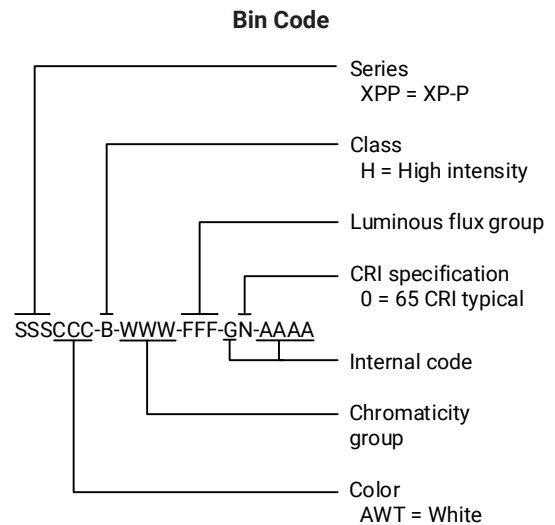 Bin Code
Series
XPP = XP-P
Class
H = High intensity
Luminous flux group
CRI specification
0 = 65 CRI typical
SSSCCC-B-WWW-FFF-GN-AAAA
Internal code
Chromaticity
group
Color
AWT = White